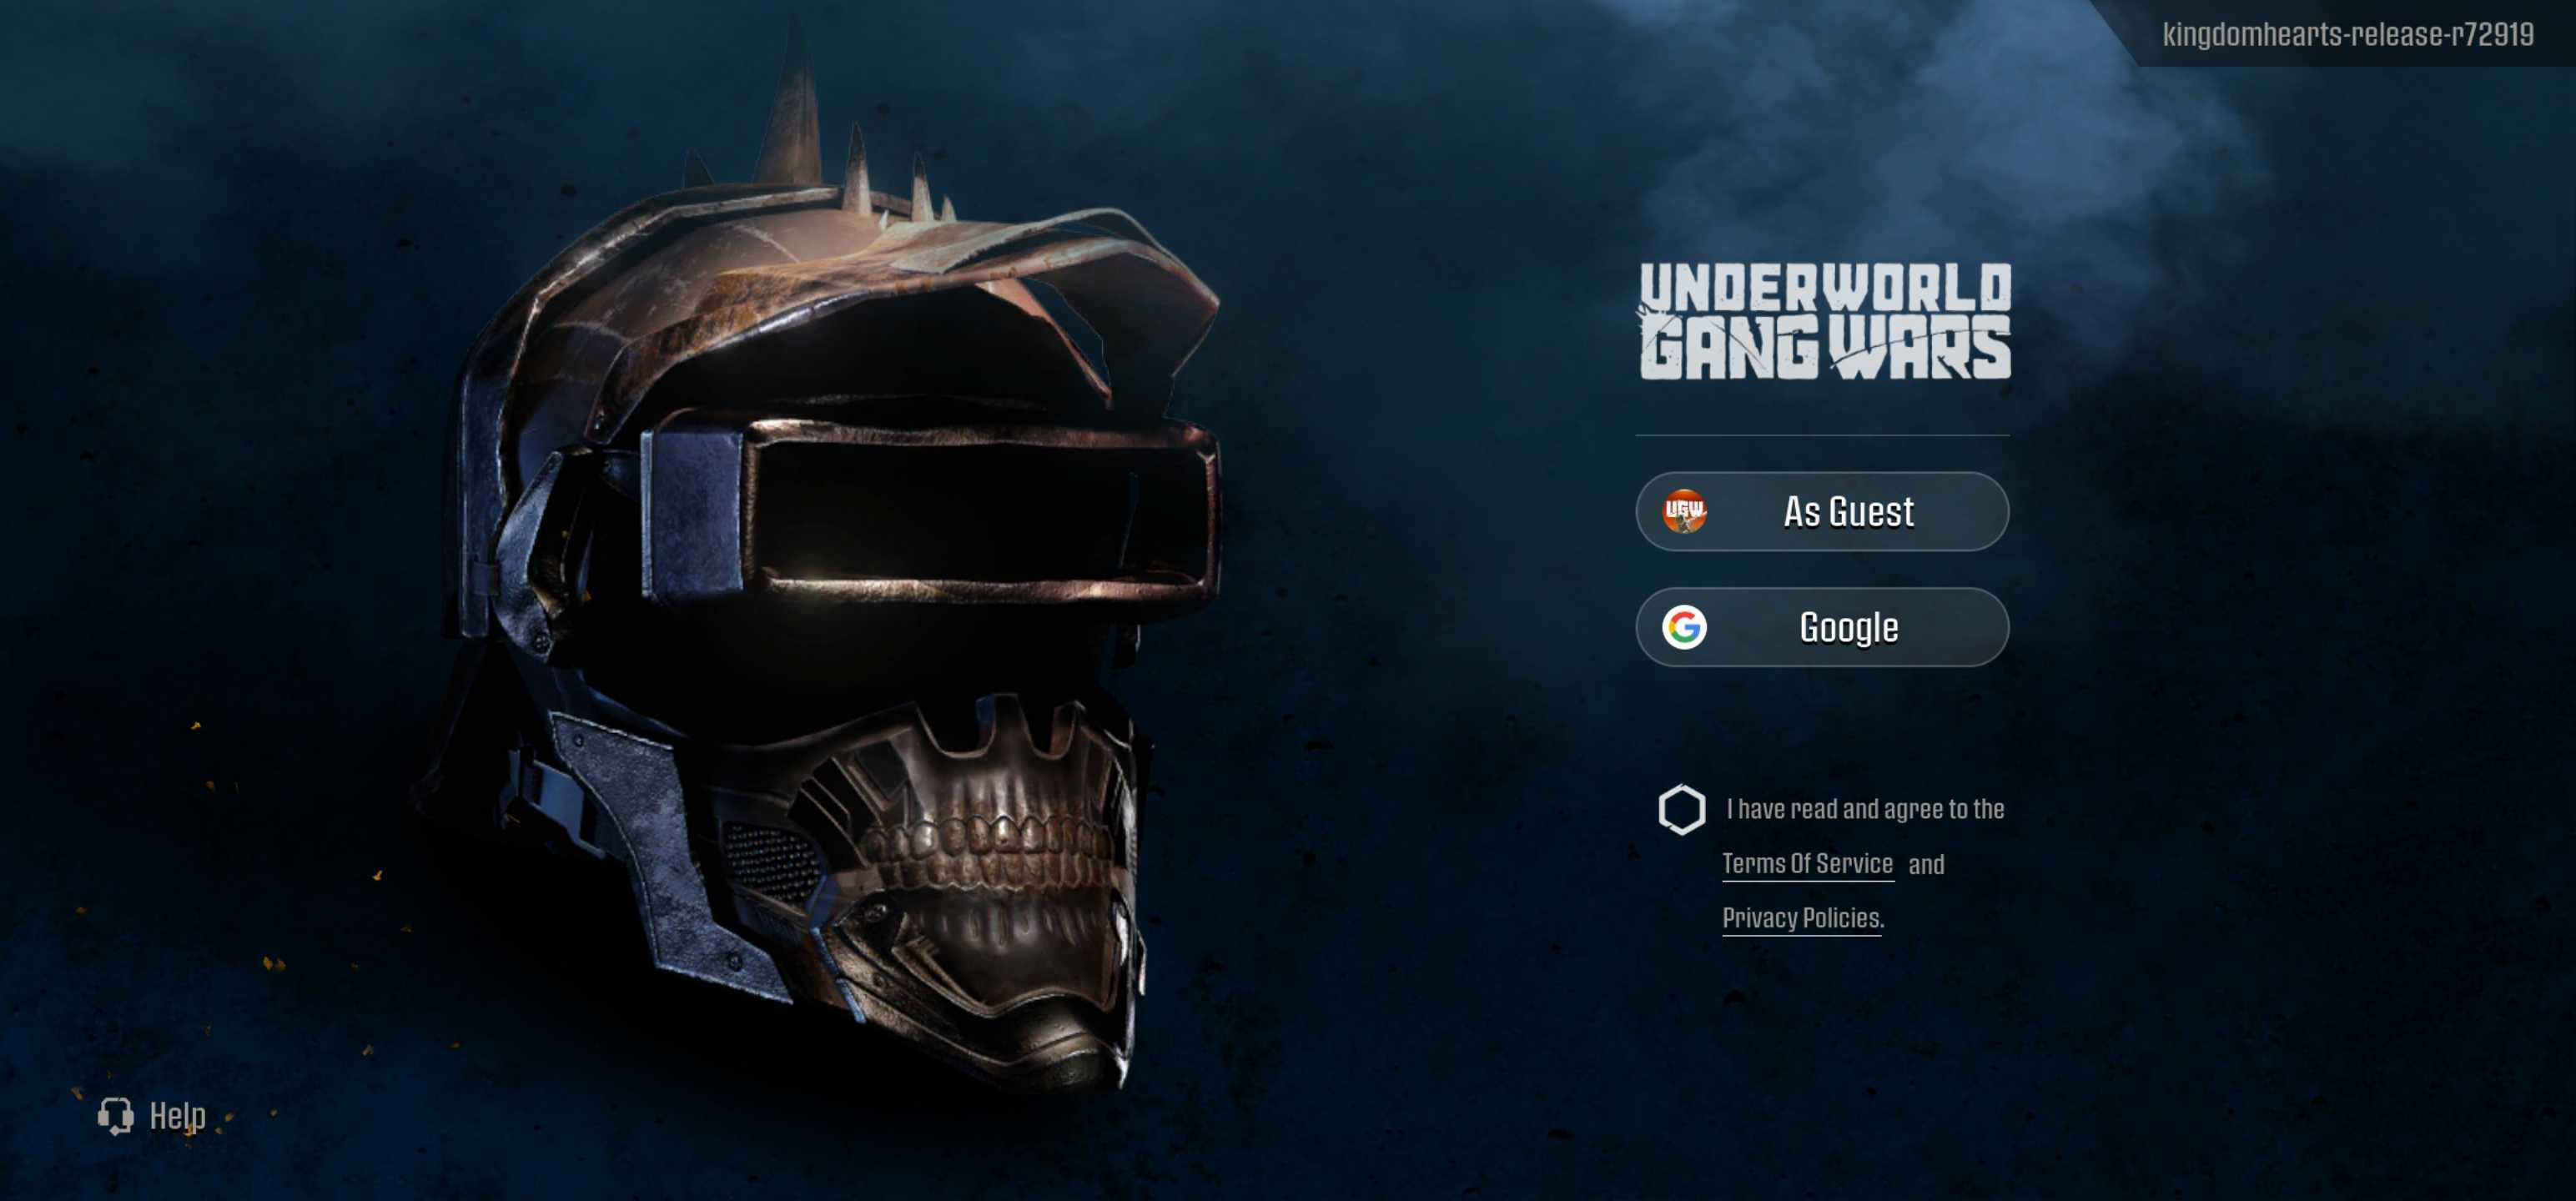 kingdomhearts-release-r72919
UNDERWORLD
GANG WARS
UGW
As Guest
Google
I have read and agree to the
Terms Of Service and
Privacy Policies.
Help